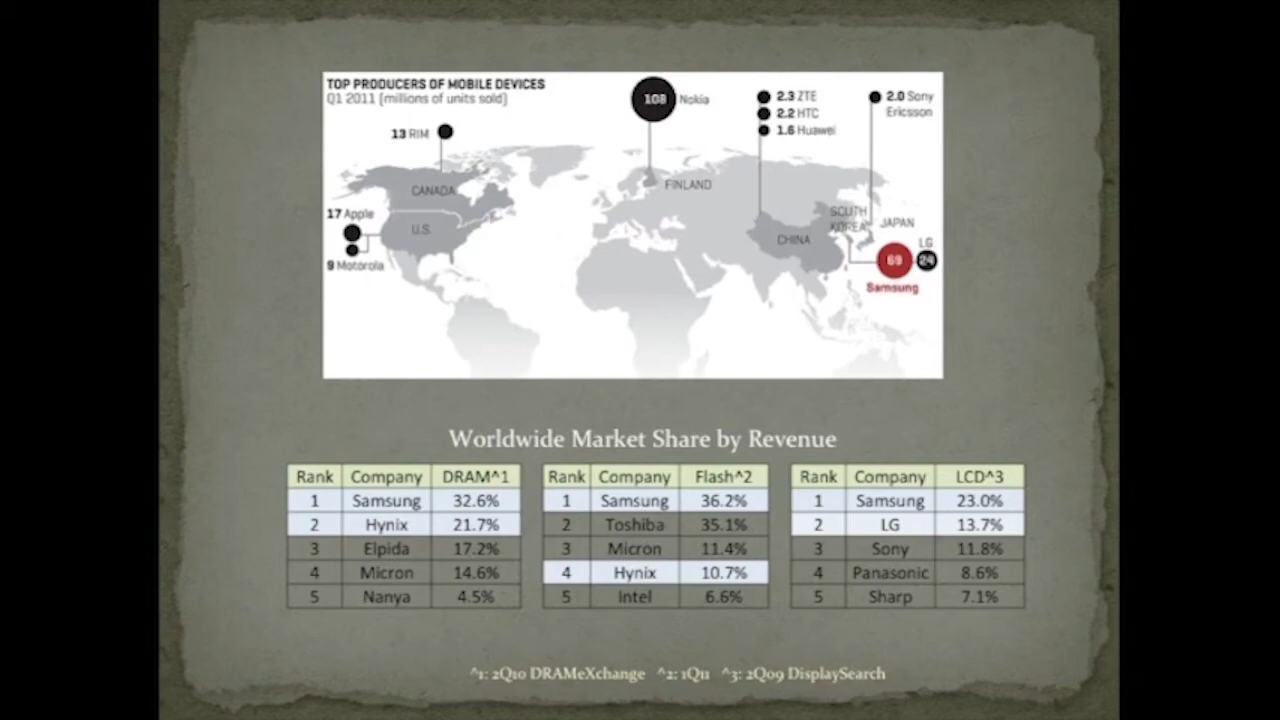 TOP PRODUCERS OF MOBILE DEVICES
Q1 2011 (millions of units sold)
108 Nokia
2.3 ZTE
2.2 HTC
1.6 Huawei
2.0 Sony
Ericsson
13 RIM
CANADA
FINLAND
17 Apple
U.S.
9 Motorola
CHINA
SOUTH
KOREA
JAPAN
LG
69
24
Samsung
Worldwide Market Share by Revenue
Rank Company DRAM^1
1 Samsung 32.6%
2 Hynix 21.7%
3 Elpida 17.2%
4 Micron 14.6%
5 Nanya 4.5%
Rank Company Flash^2
1 Samsung 36.2%
2 Toshiba 35.1%
3 Micron 11.4%
4 Hynix 10.7%
5 Intel 6.6%
Rank Company LCD^3
1 Samsung 23.0%
2 LG 13.7%
3 Sony 11.8%
4 Panasonic 8.6%
5 Sharp 7.1%
^1: 2Q10 DRAMeXchange ^2: 1Q11 ^3: 2Q09 DisplaySearch